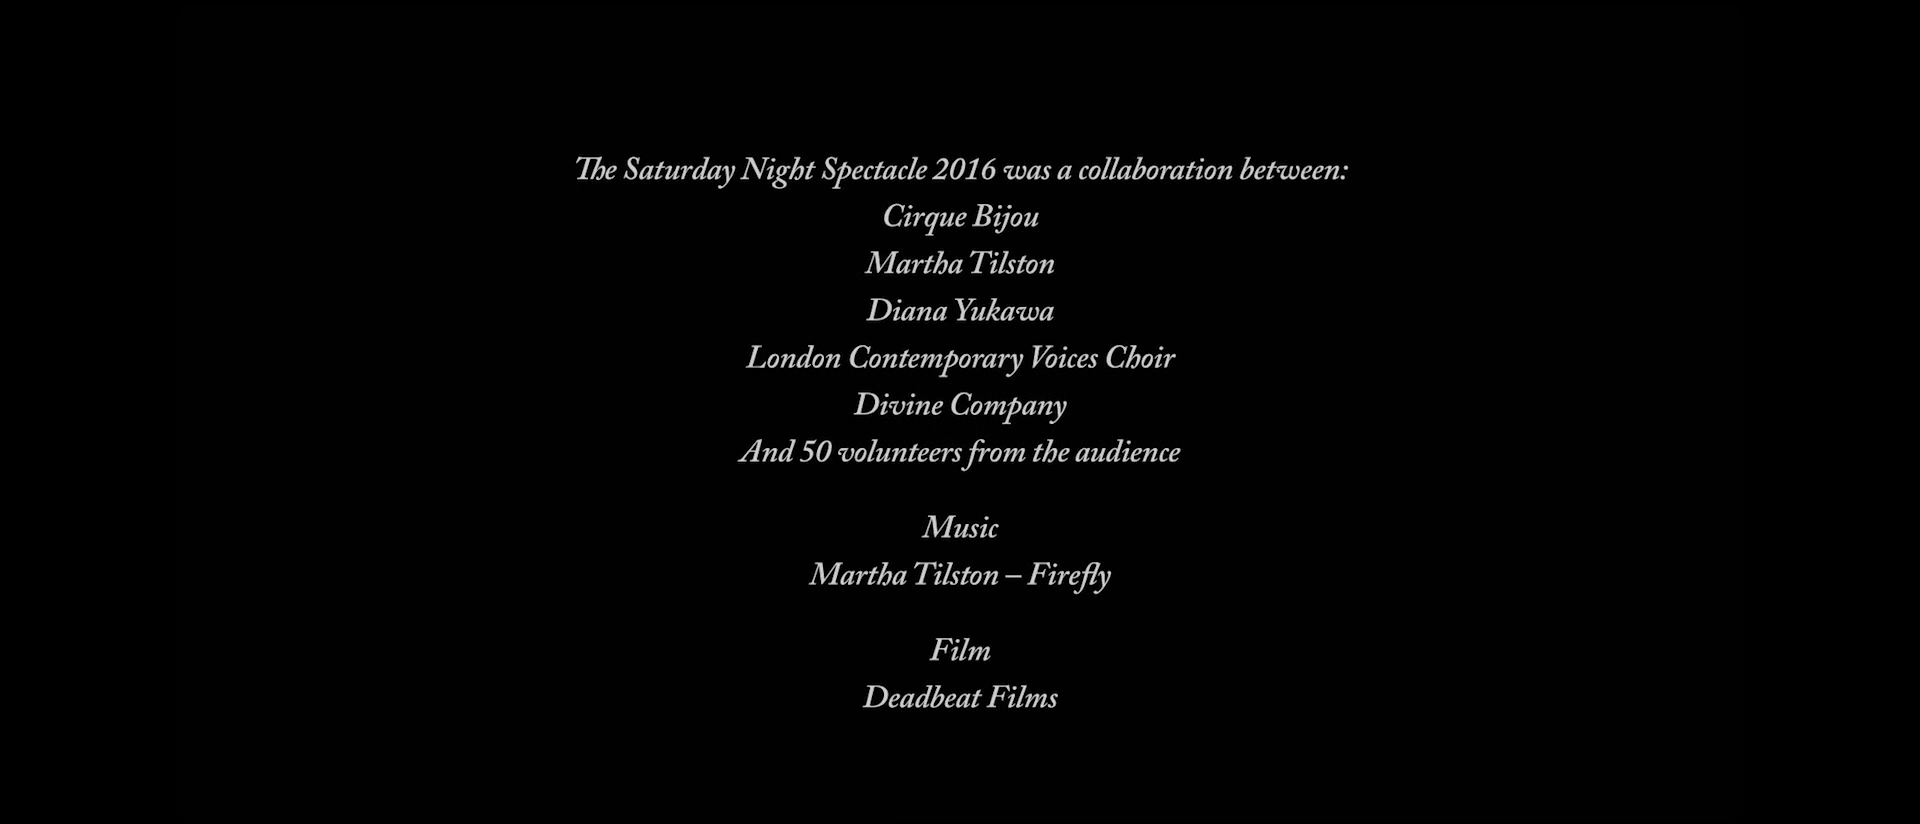 The Saturday Night Spectacle 2016 was a collaboration between:
Cirque Bijou
Martha Tilston
Diana Yukawa
London Contemporary Voices Choir
Divine Company
And 50 volunteers from the audience
Music
Martha Tilston – Firefly
Film
Deadbeat Films